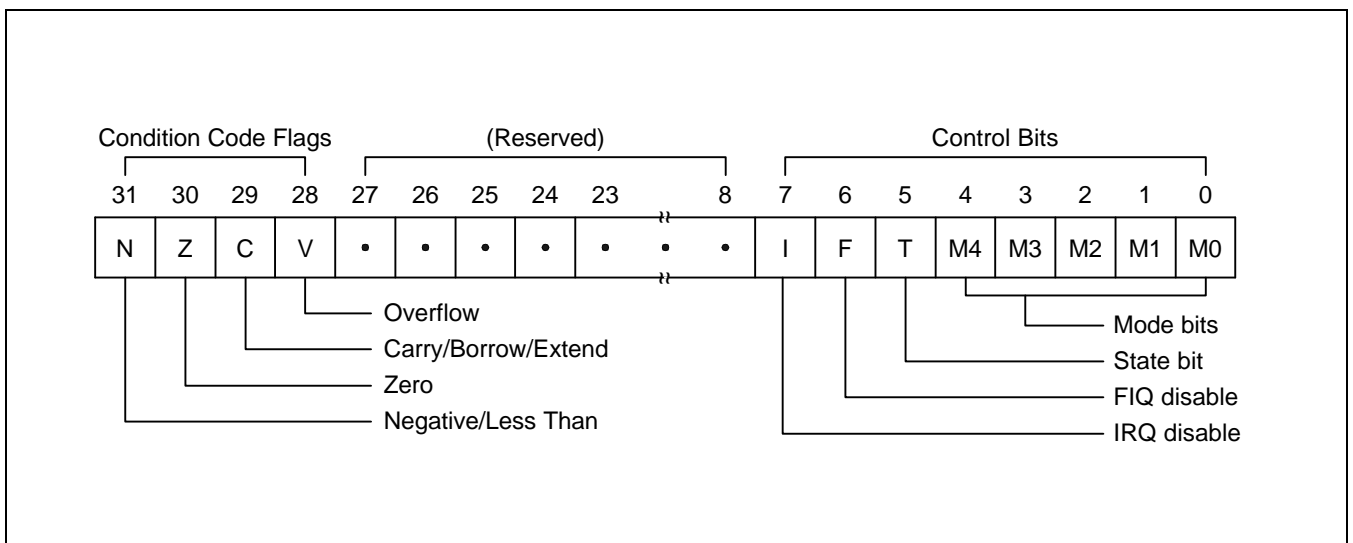 Condition Code Flags (Reserved) Control Bits
31 30 29 28 27 26 25 24 23 8 7 6 5 4 3 2 1 0
N Z C V • • • • • • • I F T M4 M3 M2 M1 M0
Overflow Mode bits
Carry/Borrow/Extend State bit
Zero FIQ disable
Negative/Less Than IRQ disable